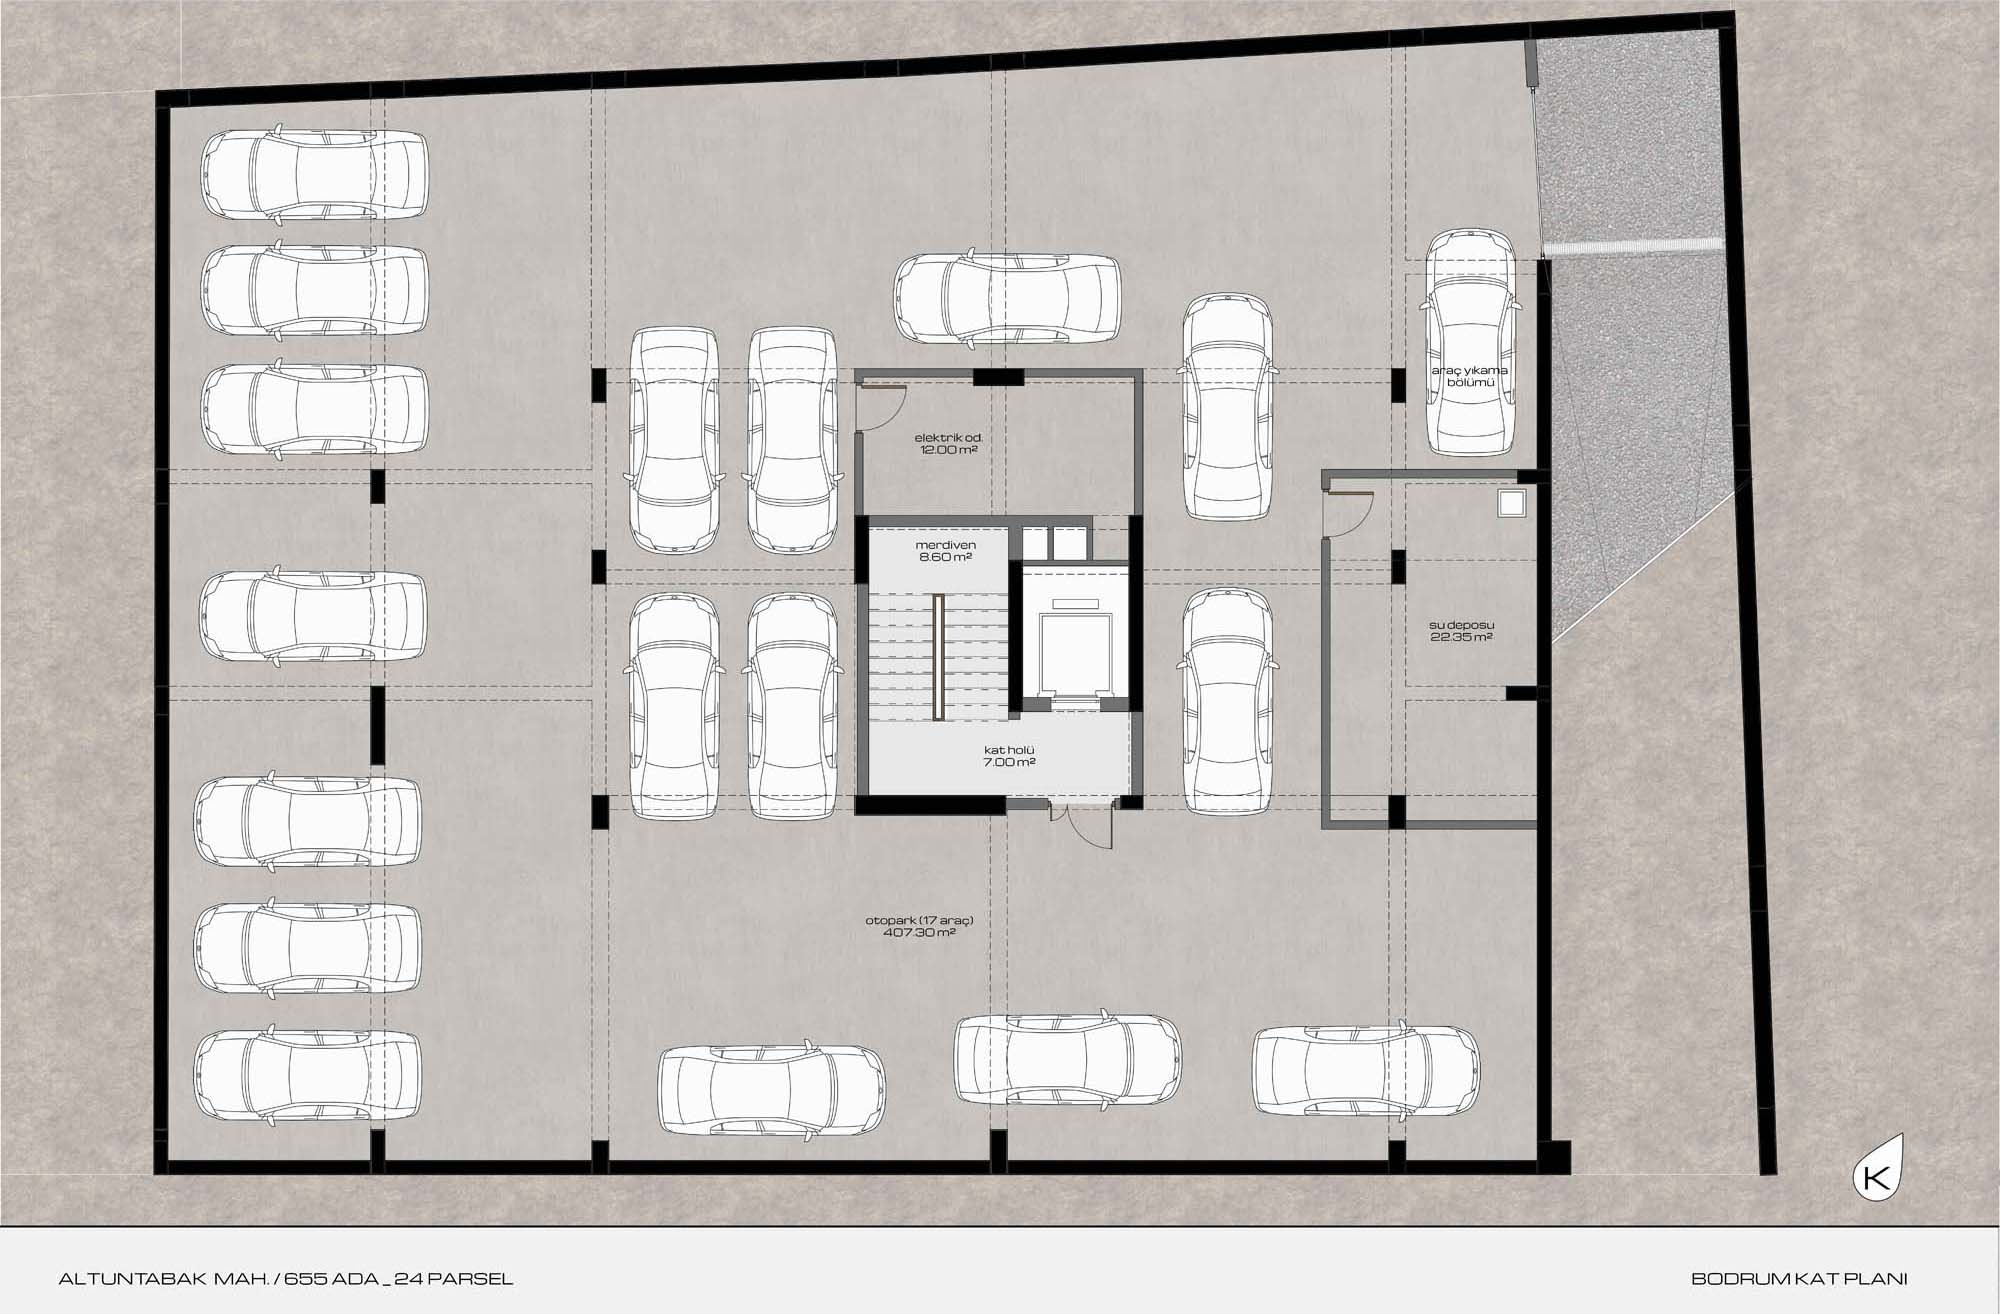 araç yıkama
bölümü
elektrik od.
12.00 m²
merdiven
8.60 m²
su deposu
22.35 m²
kat holü
7.00 m²
otopark (17 araç)
407.30 m²
K
ALTUNTABAK MAH. / 655 ADA _ 24 PARSEL
BODRUM KAT PLANI